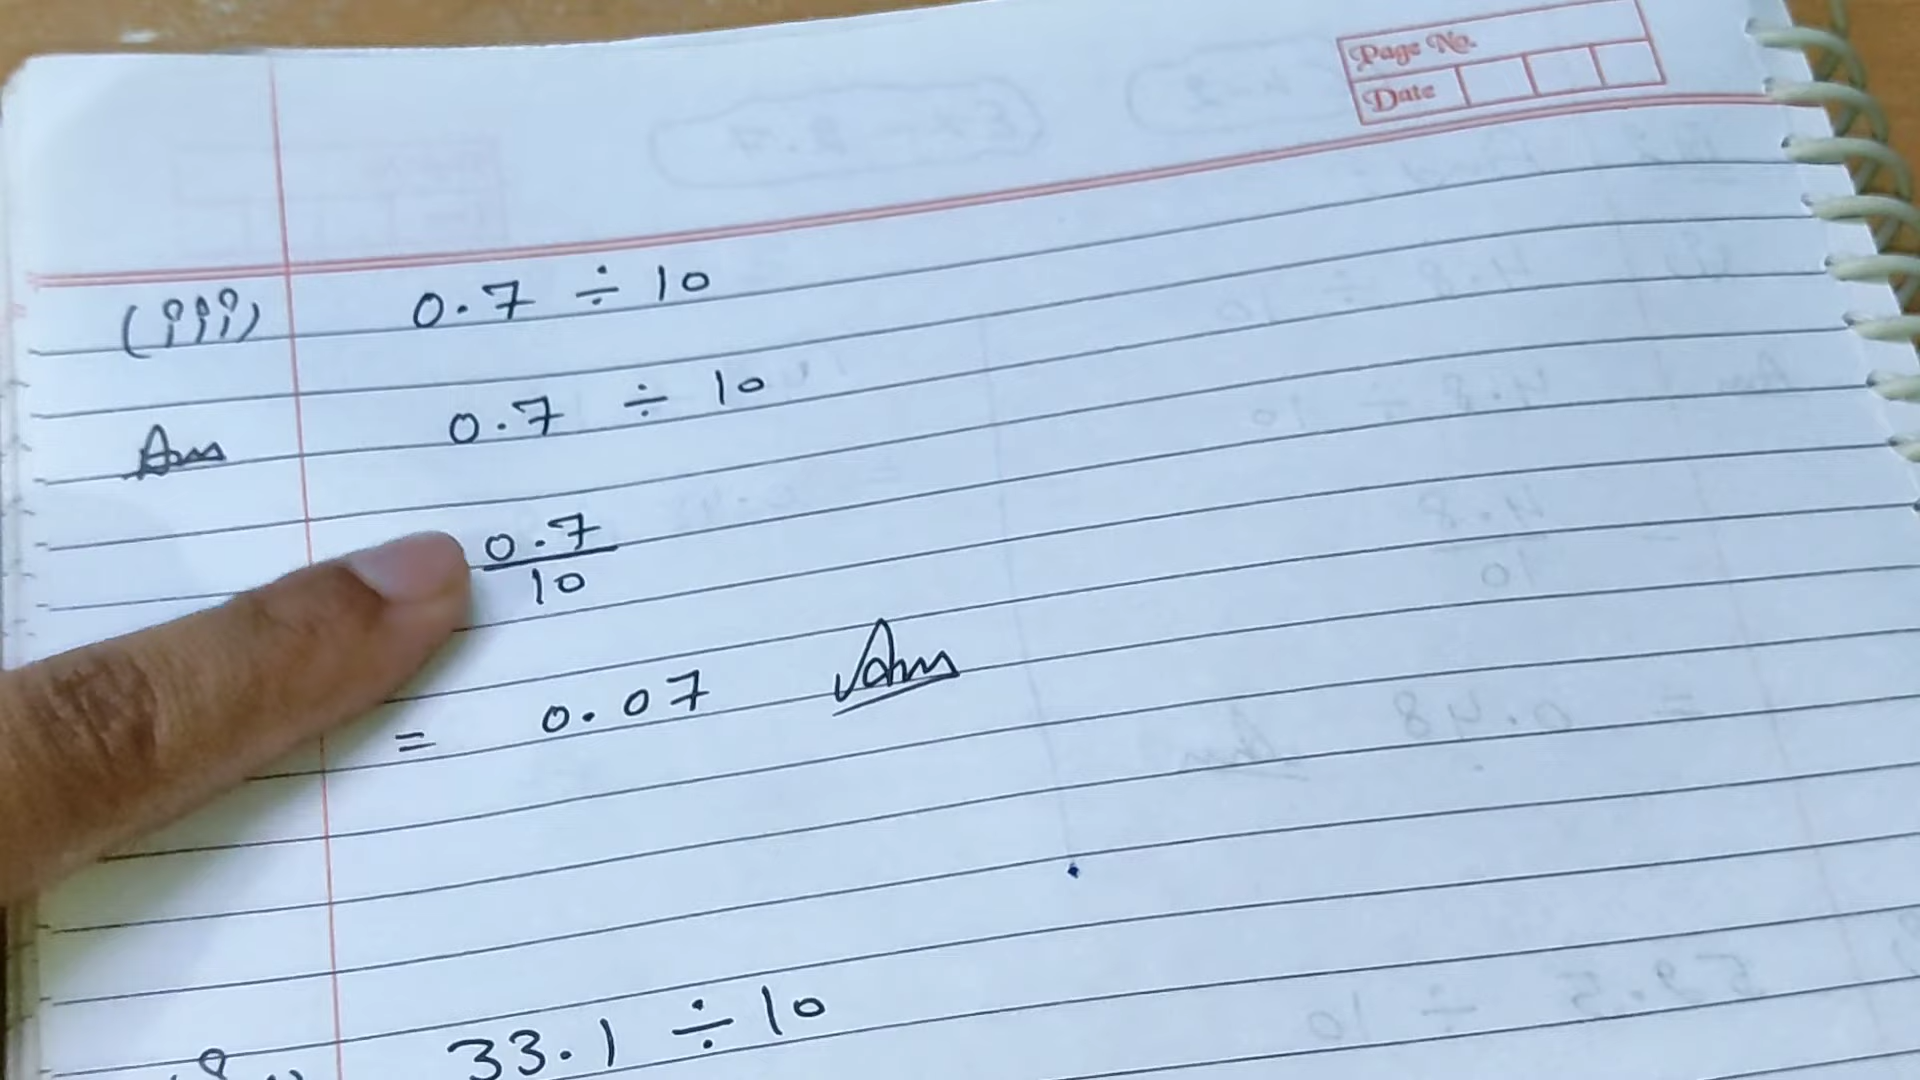 Page No.
Date
(iii) 0.7 ÷ 10
Ans 0.7 ÷ 10
0.7
10
= 0.07 Ans
33.1 ÷ 10